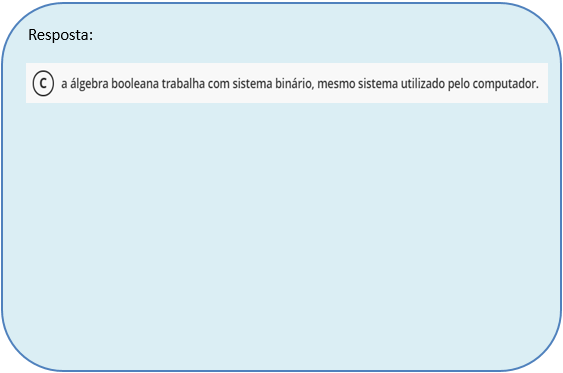 Resposta:
C a álgebra booleana trabalha com sistema binário, mesmo sistema utilizado pelo computador.